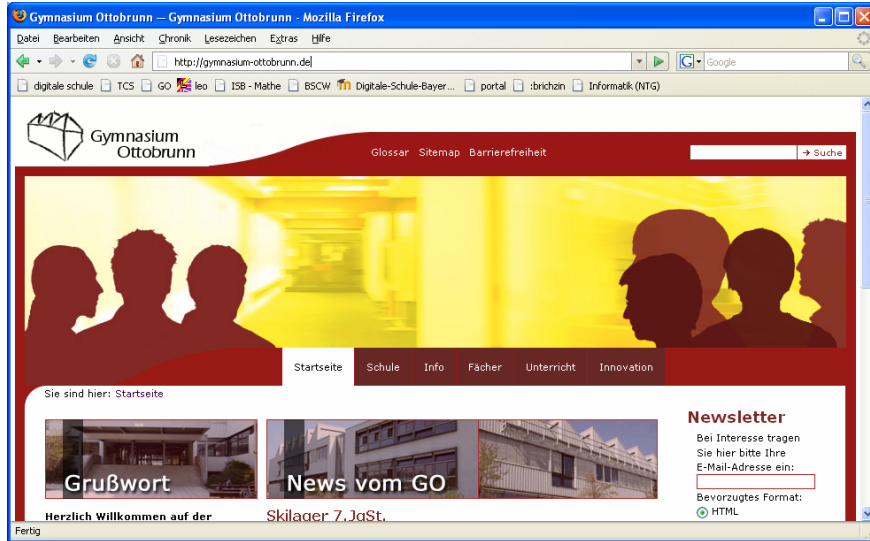 Gymnasium Ottobrunn — Gymnasium Ottobrunn - Mozilla Firefox
Datei Bearbeiten Ansicht Chronik Lesezeichen Extras Hilfe
http://gymnasium-ottobrunn.de
G Google
digitale schule TCS GO leo ISB - Mathe BSCW Digitale-Schule-Bayer... portal :brichzin Informatik (NTG)
Gymnasium
Ottobrunn
Glossar Sitemap Barrierefreiheit
→ Suche
Startseite Schule Info Fächer Unterricht Innovation
Sie sind hier: Startseite
Grußwort
News vom GO
Newsletter
Bei Interesse tragen
Sie hier bitte Ihre
E-Mail-Adresse ein:
Bevorzugtes Format:
HTML
Herzlich Willkommen auf der
Skilager 7.JgSt.
Fertig